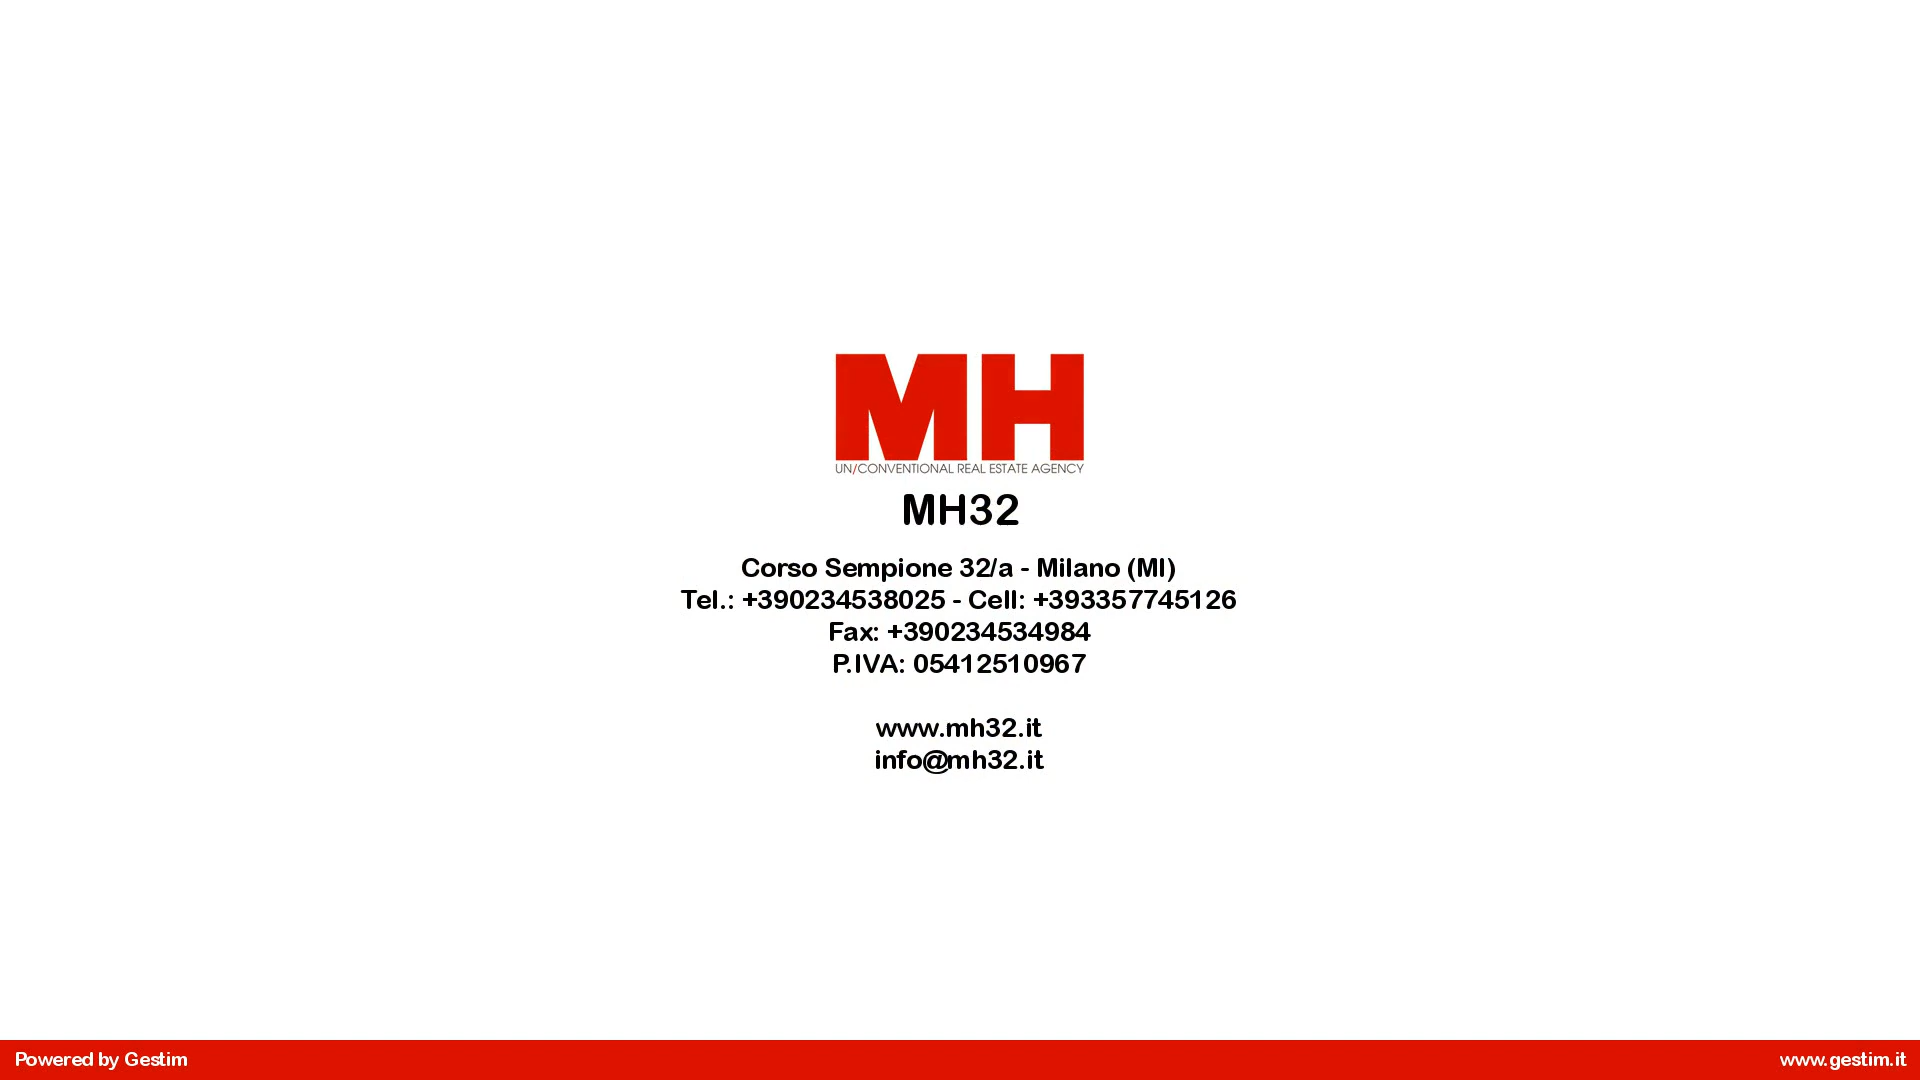 MH
UN/CONVENTIONAL REAL ESTATE AGENCY
MH32
Corso Sempione 32/a - Milano (MI)
Tel.: +390234538025 - Cell: +393357745126
Fax: +390234534984
P.IVA: 05412510967
www.mh32.it
info@mh32.it
Powered by Gestim
www.gestim.it